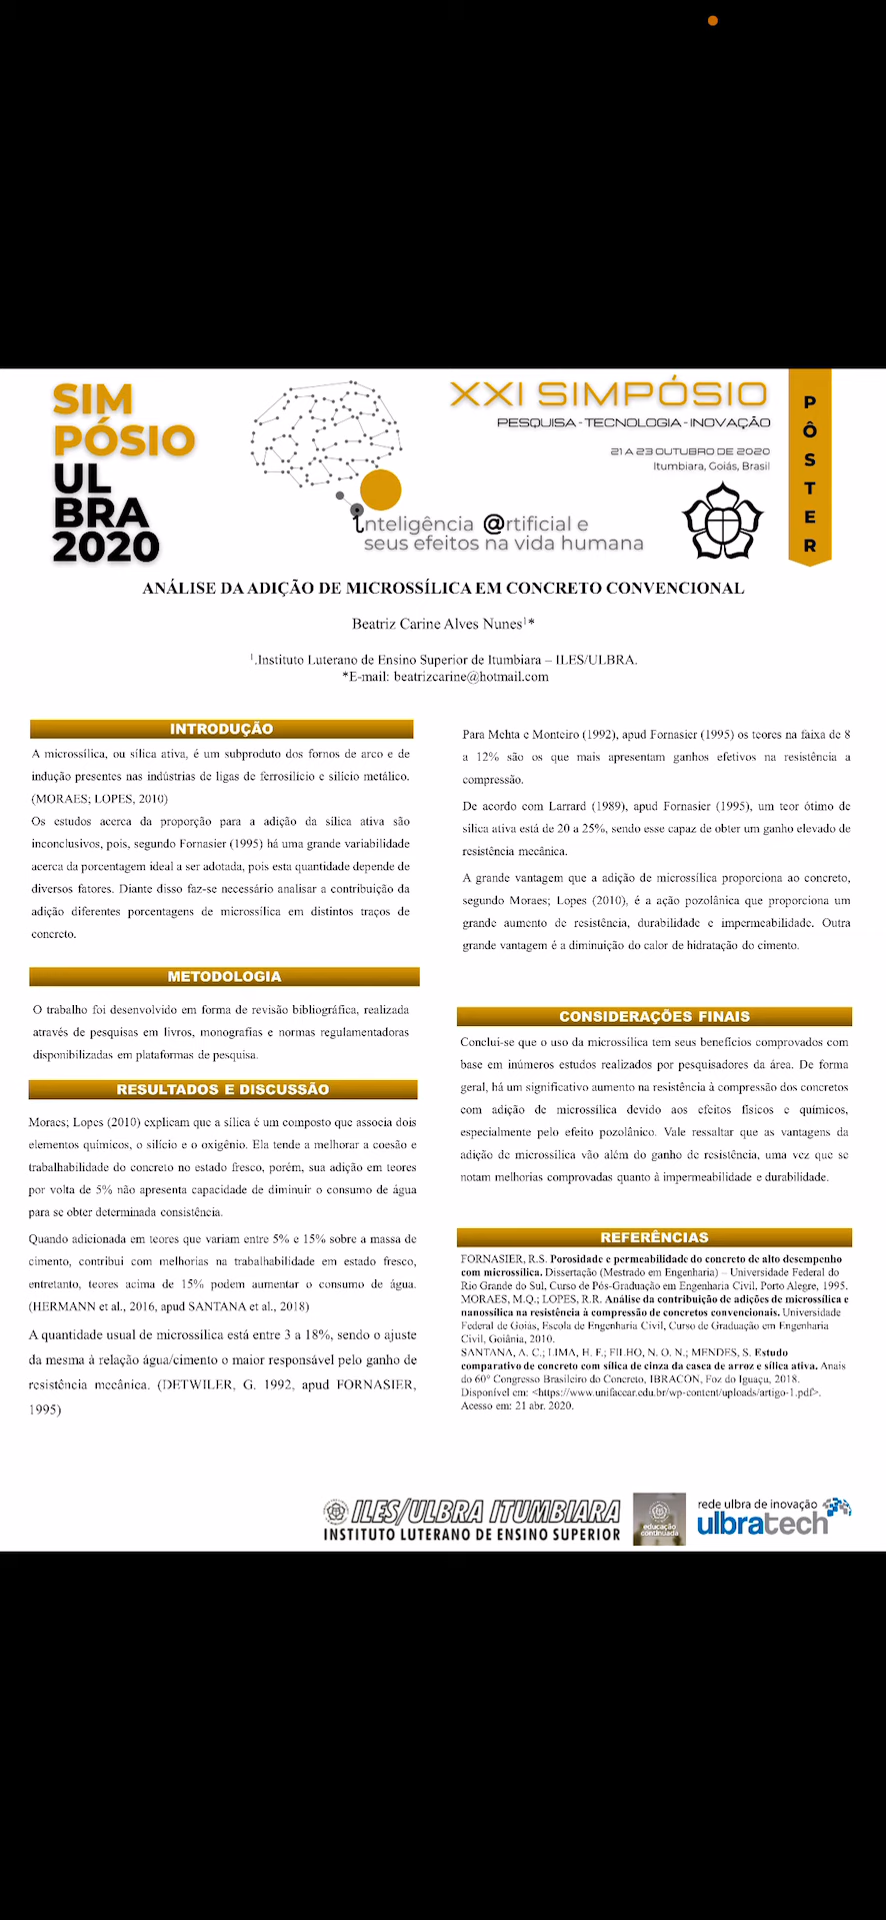 SIM
PÓSIO
UL
BRA
2020
XXI SIMPÓSIO
PESQUISA - TECNOLOGIA - INOVAÇÃO
21 A 23 OUTUBRO DE 2020
Itumbiara, Goiás, Brasil
inteligência @rtificial e
seus efeitos na vida humana
PÔSTER
ANÁLISE DA ADIÇÃO DE MICROSSÍLICA EM CONCRETO CONVENCIONAL
Beatriz Carine Alves Nunes¹*
¹.Instituto Luterano de Ensino Superior de Itumbiara – ILES/ULBRA.
*E-mail: beatrizcarine@hotmail.com
INTRODUÇÃO
A microssílica, ou sílica ativa, é um subproduto dos fornos de arco e de
indução presentes nas indústrias de ligas de ferrosilício e silício metálico.
(MORAES; LOPES, 2010)
Os estudos acerca da proporção para a adição da sílica ativa são
inconclusivos, pois, segundo Fornasier (1995) há uma grande variabilidade
acerca da porcentagem ideal a ser adotada, pois esta quantidade depende de
diversos fatores. Diante disso faz-se necessário analisar a contribuição da
adição diferentes porcentagens de microssílica em distintos traços de
concreto.
METODOLOGIA
O trabalho foi desenvolvido em forma de revisão bibliográfica, realizada
através de pesquisas em livros, monografias e normas regulamentadoras
disponibilizadas em plataformas de pesquisa.
RESULTADOS E DISCUSSÃO
Moraes; Lopes (2010) explicam que a sílica é um composto que associa dois
elementos químicos, o silício e o oxigênio. Ela tende a melhorar a coesão e
trabalhabilidade do concreto no estado fresco, porém, sua adição em teores
por volta de 5% não apresenta capacidade de diminuir o consumo de água
para se obter determinada consistência.
Quando adicionada em teores que variam entre 5% e 15% sobre a massa de
cimento, contribui com melhorias na trabalhabilidade em estado fresco,
entretanto, teores acima de 15% podem aumentar o consumo de água.
(HERMANN et al., 2016, apud SANTANA et al., 2018)
A quantidade usual de microssílica está entre 3 a 18%, sendo o ajuste
da mesma à relação água/cimento o maior responsável pelo ganho de
resistência mecânica. (DETWILER, G. 1992, apud FORNASIER,
1995)
Para Mehta e Monteiro (1992), apud Fornasier (1995) os teores na faixa de 8
a 12% são os que mais apresentam ganhos efetivos na resistência a
compressão.
De acordo com Larrard (1989), apud Fornasier (1995), um teor ótimo de
sílica ativa está de 20 a 25%, sendo esse capaz de obter um ganho elevado de
resistência mecânica.
A grande vantagem que a adição de microssílica proporciona ao concreto,
segundo Moraes; Lopes (2010), é a ação pozolânica que proporciona um
grande aumento de resistência, durabilidade e impermeabilidade. Outra
grande vantagem é a diminuição do calor de hidratação do cimento.
CONSIDERAÇÕES FINAIS
Conclui-se que o uso da microssílica tem seus benefícios comprovados com
base em inúmeros estudos realizados por pesquisadores da área. De forma
geral, há um significativo aumento na resistência à compressão dos concretos
com adição de microssílica devido aos efeitos físicos e químicos,
especialmente pelo efeito pozolânico. Vale ressaltar que as vantagens da
adição de microssílica vão além do ganho de resistência, uma vez que se
notam melhorias comprovadas quanto à impermeabilidade e durabilidade.
REFERÊNCIAS
FORNASIER, R.S. Porosidade e permeabilidade do concreto de alto desempenho
com microssílica. Dissertação (Mestrado em Engenharia) – Universidade Federal do
Rio Grande do Sul, Curso de Pós-Graduação em Engenharia Civil, Porto Alegre, 1995.
MORAES, M.Q.; LOPES, R.R. Análise da contribuição de adições de microssílica e
nanossílica na resistência à compressão de concretos convencionais. Universidade
Federal de Goiás, Escola de Engenharia Civil, Curso de Graduação em Engenharia
Civil, Goiânia, 2010.
SANTANA, A. C.; LIMA, H. F.; FILHO, N. O. N.; MENDES, S. Estudo
comparativo de concreto com sílica de cinza da casca de arroz e sílica ativa. Anais
do 60º Congresso Brasileiro do Concreto, IBRACON, Foz do Iguaçu, 2018.
Disponível em: <https://www.unifacear.edu.br/wp-content/uploads/artigo-1.pdf>.
Acesso em: 21 abr. 2020.
ILES/ULBRA ITUMBIARA
INSTITUTO LUTERANO DE ENSINO SUPERIOR
educação
continuada
rede ulbra de inovação
ulbratech